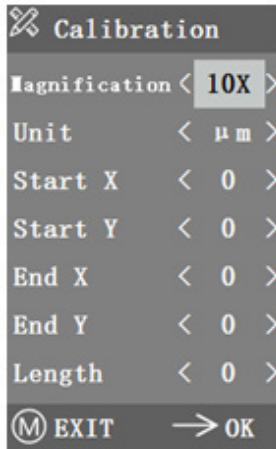 Calibration
Magnification < 10X >
Unit < μm >
Start X < 0 >
Start Y < 0 >
End X < 0 >
End Y < 0 >
Length < 0 >
M EXIT → OK